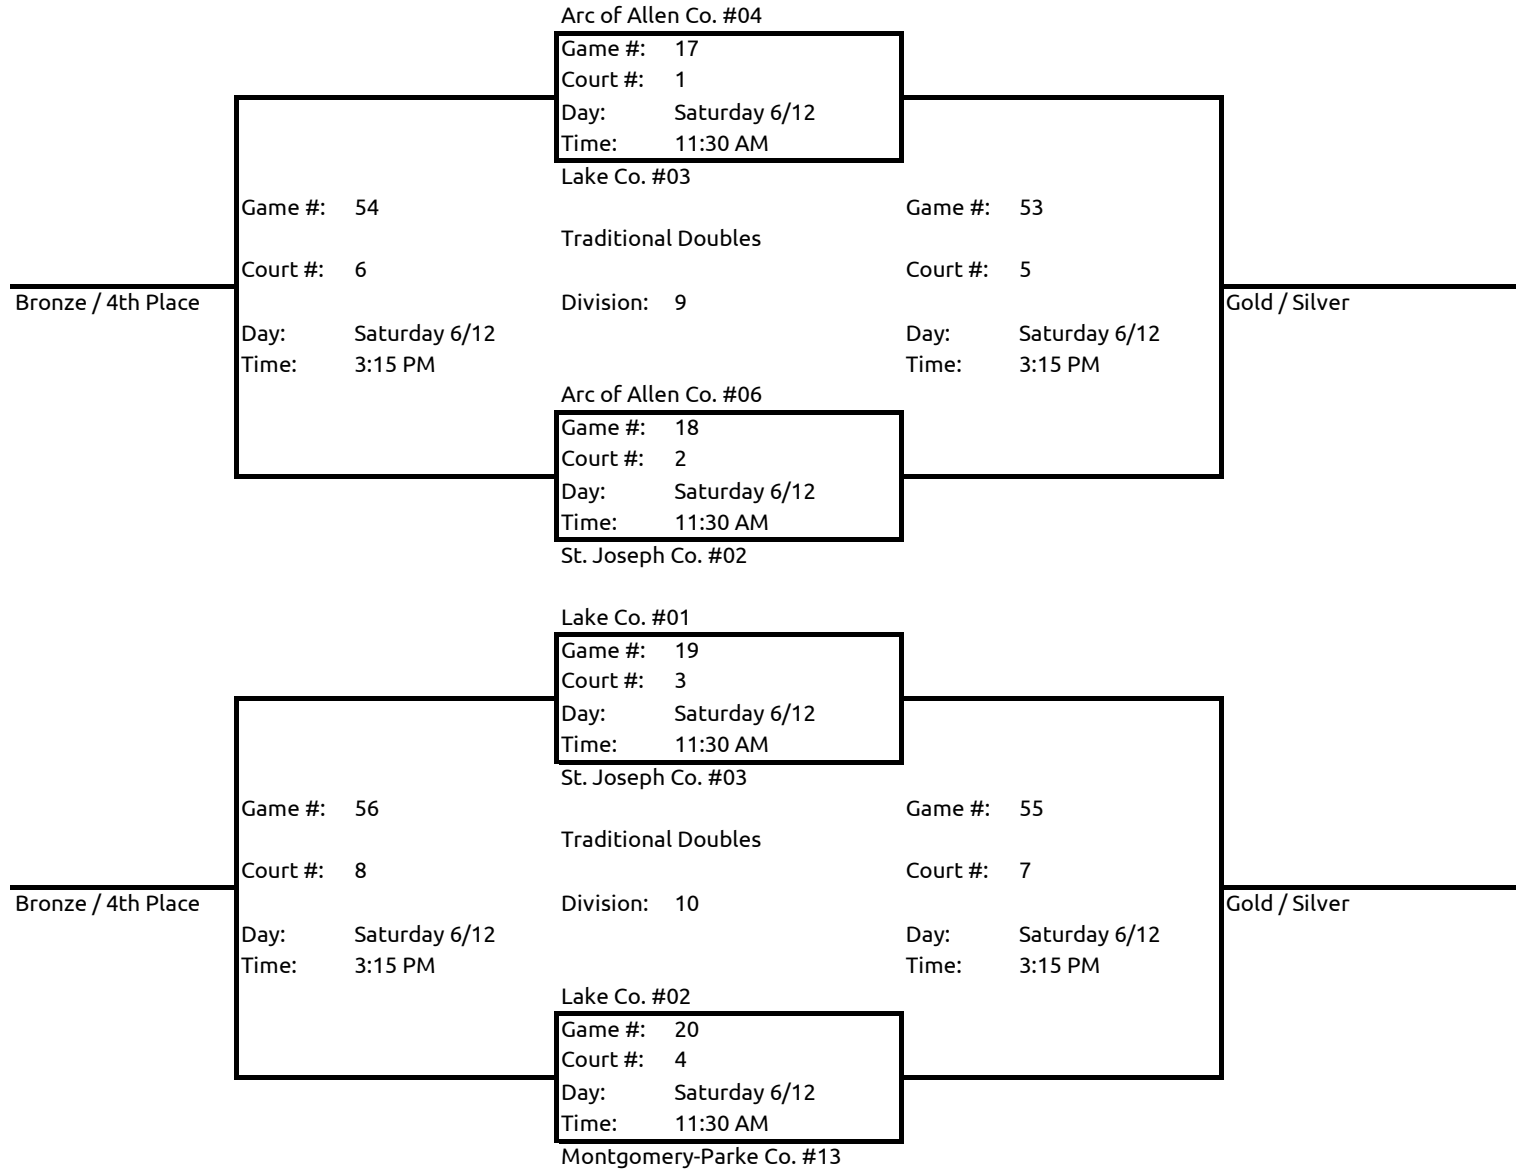 Arc of Allen Co. #04
Game #: 17
Court #: 1
Day: Saturday 6/12
Time: 11:30 AM
Lake Co. #03
Game #: 54
Game #: 53
Traditional Doubles
Court #: 6
Court #: 5
Bronze / 4th Place
Division: 9
Gold / Silver
Day: Saturday 6/12
Day: Saturday 6/12
Time: 3:15 PM
Time: 3:15 PM
Arc of Allen Co. #06
Game #: 18
Court #: 2
Day: Saturday 6/12
Time: 11:30 AM
St. Joseph Co. #02
Lake Co. #01
Game #: 19
Court #: 3
Day: Saturday 6/12
Time: 11:30 AM
St. Joseph Co. #03
Game #: 56
Game #: 55
Traditional Doubles
Court #: 8
Court #: 7
Bronze / 4th Place
Division: 10
Gold / Silver
Day: Saturday 6/12
Day: Saturday 6/12
Time: 3:15 PM
Time: 3:15 PM
Lake Co. #02
Game #: 20
Court #: 4
Day: Saturday 6/12
Time: 11:30 AM
Montgomery-Parke Co. #13